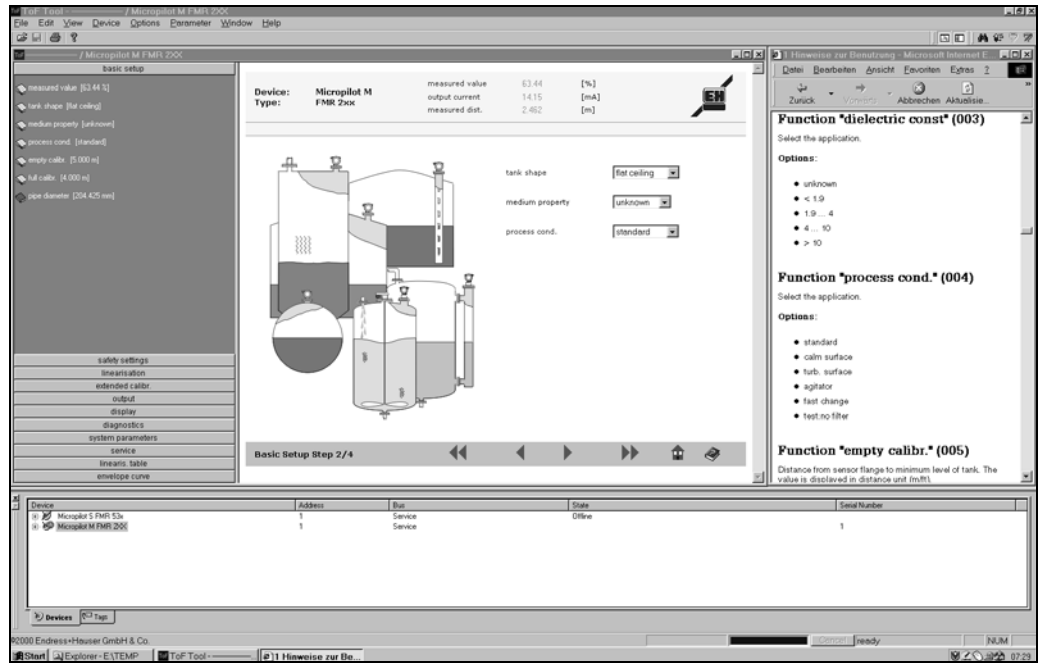 ToF Tool - ———— / Micropilot M FMR 2XX
File Edit View Device Options Parameter Window Help
———— / Micropilot M FMR 2XX
basic setup
measured value [63.44 %]
tank shape [flat ceiling]
medium property [unknown]
process cond. [standard]
empty calibr. [5.000 m]
full calibr. [4.000 m]
pipe diameter [204.425 mm]
safety settings
linearisation
extended calibr.
output
display
diagnostics
system parameters
service
linearis. table
envelope curve
Device: Micropilot M
Type: FMR 2xx
measured value 63.44 [%]
output current 14.15 [mA]
measured dist. 2.462 [m]
EH
tank shape flat ceiling
medium property unknown
process cond. standard
Basic Setup Step 2/4
1 Hinweise zur Benutzung - Microsoft Internet E...
Datei Bearbeiten Ansicht Favoriten Extras ?
Zurück Vorwärts Abbrechen Aktualisie...
Function "dielectric const" (003)
Select the application.
Options:
unknown
< 1.9
1.9 ... 4
4 ... 10
> 10
Function "process cond." (004)
Select the application.
Options:
standard
calm surface
turb. surface
agitator
fast change
test:no filter
Function "empty calibr." (005)
Distance from sensor flange to minimum level of tank. The
value is displayed in distance unit (m/ft).
Device Address Bus State Serial Number
Micropilot S FMR 53x 1 Service Offline
Micropilot M FMR 2XX 1 Service 1
Devices Tags
©2000 Endress+Hauser GmbH & Co.
Cancel ready NUM
Start Explorer - E:\TEMP ToF Tool - ———— ... 1 Hinweise zur Be... 07:29